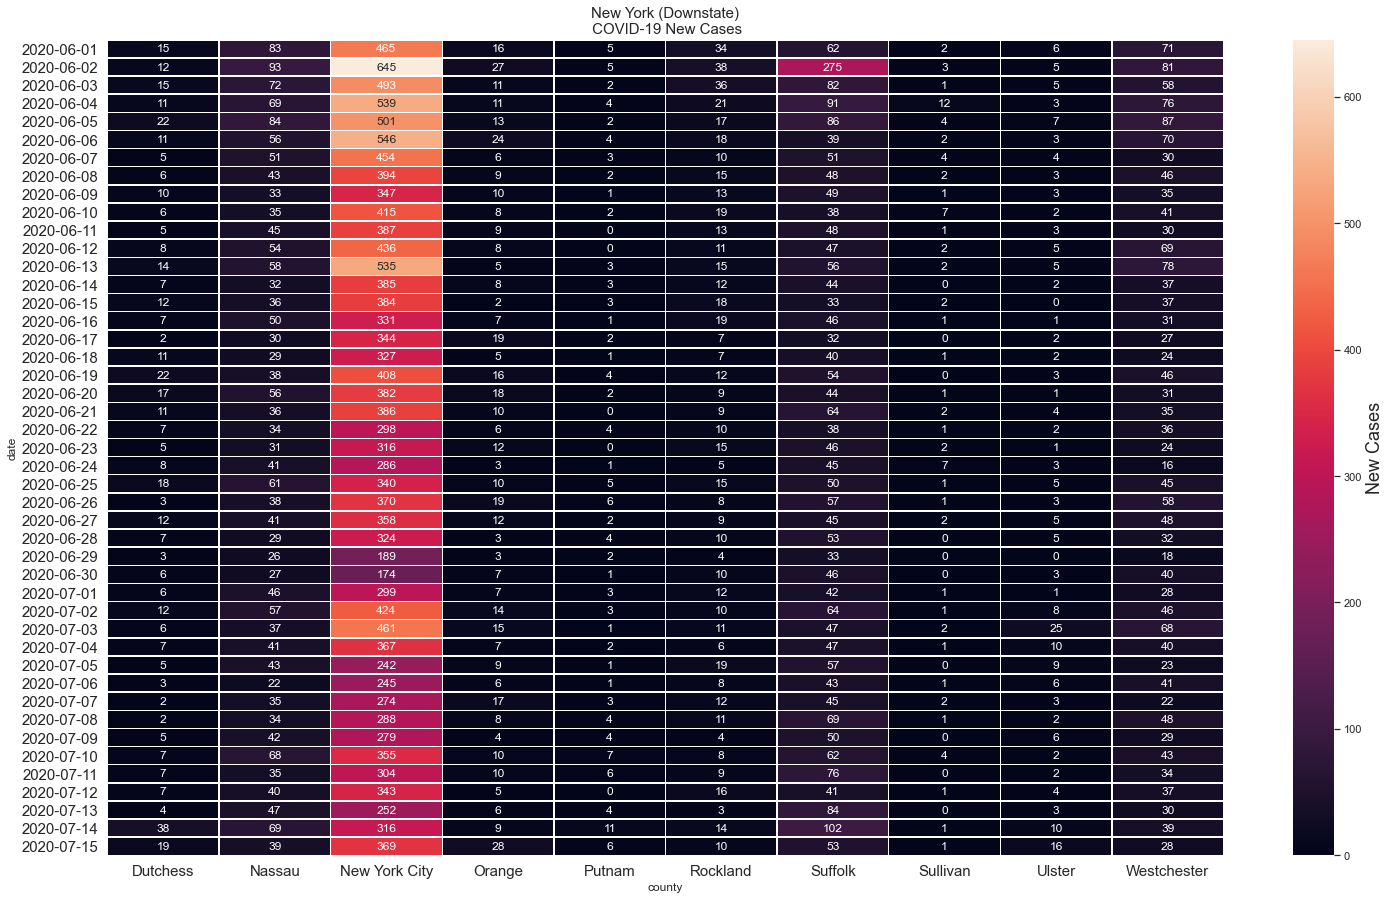 New York (Downstate)
COVID-19 New Cases
2020-06-01 15 83 465 16 5 34 62 2 6 71
2020-06-02 12 93 645 27 5 38 275 3 5 81
2020-06-03 15 72 493 11 2 36 82 1 5 58
2020-06-04 11 69 539 11 4 21 91 12 3 76
2020-06-05 22 84 501 13 2 17 86 4 7 87
2020-06-06 11 56 546 24 4 18 39 2 3 70
2020-06-07 5 51 454 6 3 10 51 4 4 30
2020-06-08 6 43 394 9 2 15 48 2 3 46
2020-06-09 10 33 347 10 1 13 49 1 3 35
2020-06-10 6 35 415 8 2 19 38 7 2 41
2020-06-11 5 45 387 9 0 13 48 1 3 30
2020-06-12 8 54 436 8 0 11 47 2 5 69
2020-06-13 14 58 535 5 3 15 56 2 5 78
2020-06-14 7 32 385 8 3 12 44 0 2 37
2020-06-15 12 36 384 2 3 18 33 2 0 37
2020-06-16 7 50 331 7 1 19 46 1 1 31
2020-06-17 2 30 344 19 2 7 32 0 2 27
2020-06-18 11 29 327 5 1 7 40 1 2 24
2020-06-19 22 38 408 16 4 12 54 0 3 46
2020-06-20 17 56 382 18 2 9 44 1 1 31
2020-06-21 11 36 386 10 0 9 64 2 4 35
2020-06-22 7 34 298 6 4 10 38 1 2 36
2020-06-23 5 31 316 12 0 15 46 2 1 24
2020-06-24 8 41 286 3 1 5 45 7 3 16
2020-06-25 18 61 340 10 5 15 50 1 5 45
2020-06-26 3 38 370 19 6 8 57 1 3 58
2020-06-27 12 41 358 12 2 9 45 2 5 48
2020-06-28 7 29 324 3 4 10 53 0 5 32
2020-06-29 3 26 189 3 2 4 33 0 0 18
2020-06-30 6 27 174 7 1 10 46 0 3 40
2020-07-01 6 46 299 7 3 12 42 1 1 28
2020-07-02 12 57 424 14 3 10 64 1 8 46
2020-07-03 6 37 461 15 1 11 47 2 25 68
2020-07-04 7 41 367 7 2 6 47 1 10 40
2020-07-05 5 43 242 9 1 19 57 0 9 23
2020-07-06 3 22 245 6 1 8 43 1 6 41
2020-07-07 2 35 274 17 3 12 45 2 3 22
2020-07-08 2 34 288 8 4 11 69 1 2 48
2020-07-09 5 42 279 4 4 4 50 0 6 29
2020-07-10 7 68 355 10 7 8 62 4 2 43
2020-07-11 7 35 304 10 6 9 76 0 2 34
2020-07-12 7 40 343 5 0 16 41 1 4 37
2020-07-13 4 47 252 6 4 3 84 0 3 30
2020-07-14 38 69 316 9 11 14 102 1 10 39
2020-07-15 19 39 369 28 6 10 53 1 16 28
Dutchess Nassau New York City Orange Putnam Rockland Suffolk Sullivan Ulster Westchester
county
date
600
500
400
300
200
100
0
New Cases